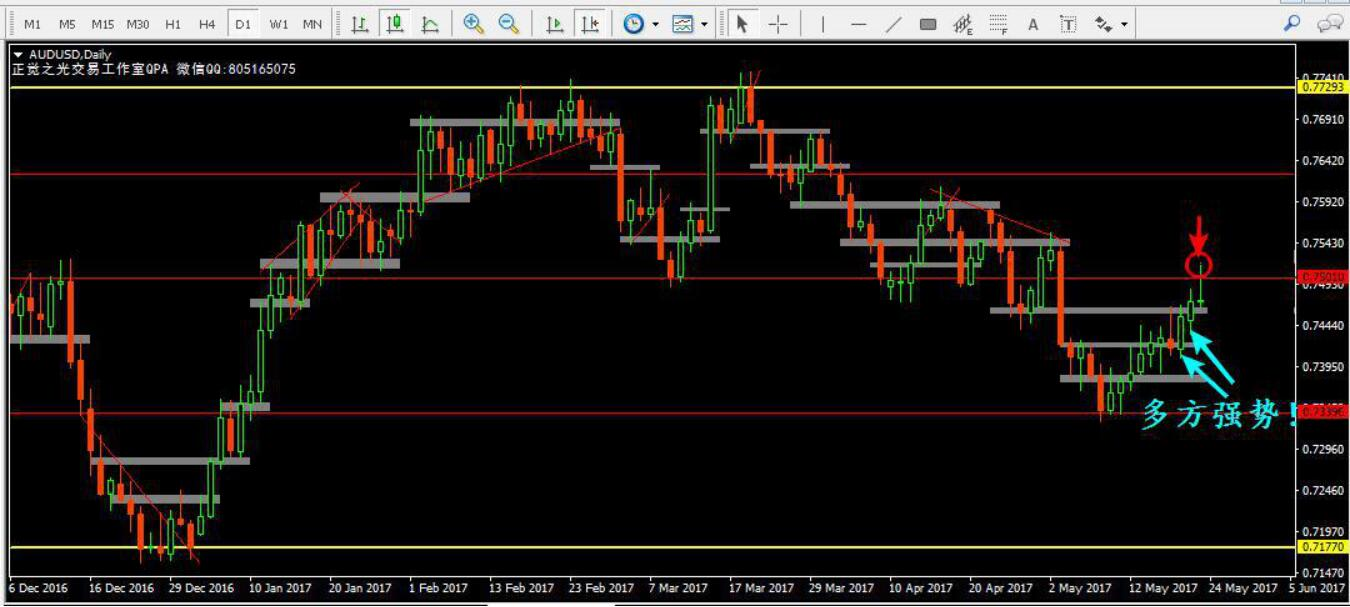 M1 M5 M15 M30 H1 H4 D1 W1 MN
E F A T
AUDUSD,Daily
正觉之光交易工作室QPA 微信QQ:805165075
0.77410
0.77293
0.76910
0.76420
0.75920
0.75430
0.75010
0.74930
0.74440
0.73950
0.73396
0.72960
0.72460
0.71970
0.71770
0.71470
多方强势!
6 Dec 2016 16 Dec 2016 29 Dec 2016 10 Jan 2017 20 Jan 2017 1 Feb 2017 13 Feb 2017 23 Feb 2017 7 Mar 2017 17 Mar 2017 29 Mar 2017 10 Apr 2017 20 Apr 2017 2 May 2017 12 May 2017 24 May 2017 5 Jun 2017